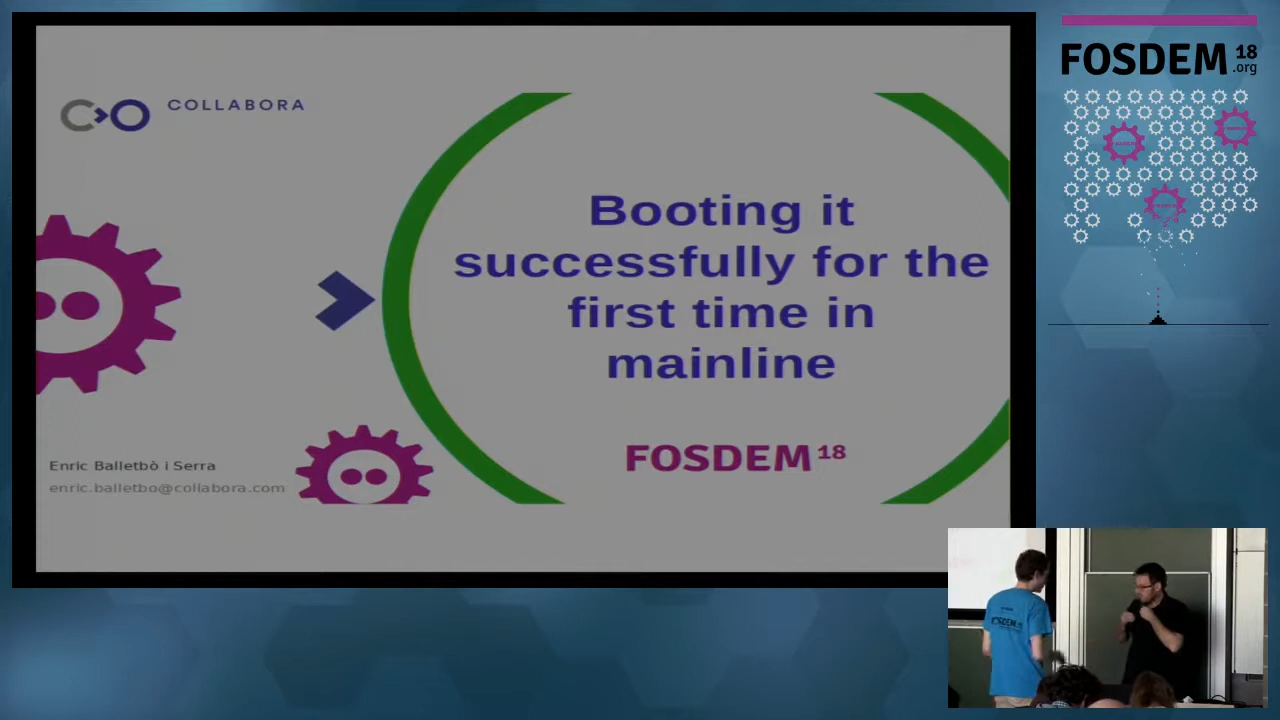 COLLABORA
Booting it
successfully for the
first time in
mainline
FOSDEM 18
Enric Balletbò i Serra
enric.balletbo@collabora.com
FOSDEM 18
.org
FOSDEM